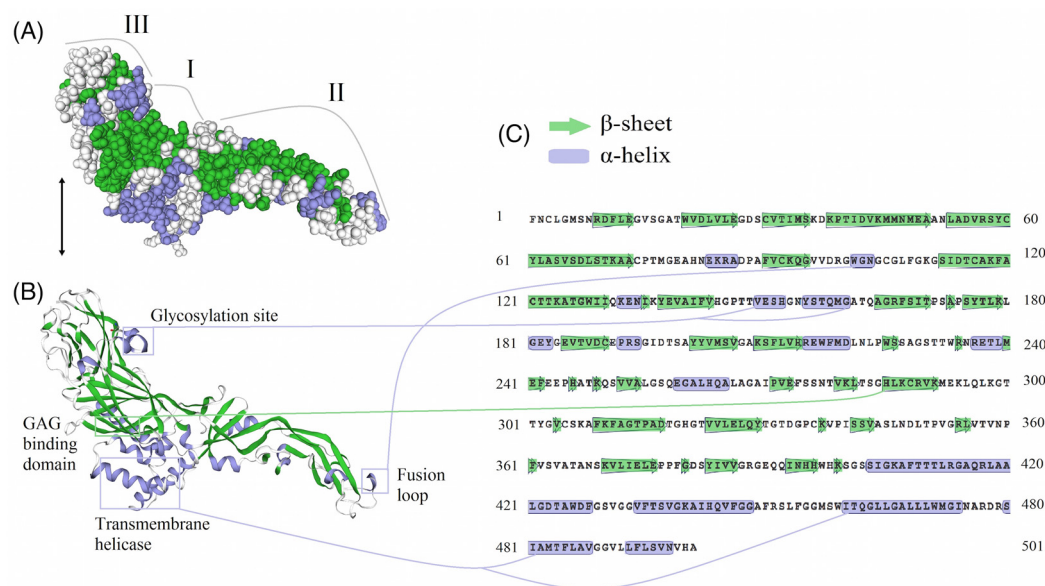 (A)
III
I
II
(B)
Glycosylation site
GAG
binding
domain
Transmembrane
helicase
Fusion
loop
(C)
β-sheet
α-helix
1 FNCLGMSNRDFLEGVSGATWVDLVLEGDSCVTIMSKDKPTIDVKMMNMEAANLADVRSYC 60
61 YLASVSDLSTKAACPTMGEAHNEKRADPAFVCKQGVVDRGWGNGCGLFGKGSIDTCAKFA 120
121 CTTKATGWIIQKENIKYEVAIFVHGPTTVESHGNYSTQMGATQAGRFSITPSAPSYTLKL 180
181 GEYGEVTVDCEPRSGIDTSAYYVMSVGAKSFLVHREWFMDLNLPWSSAGSTTWRNRETLM 240
241 EFEEPHATKQSVVALGSQEGALHQALAGAIPVEFSSNTVKLTSGHLKCRVKMEKLQLKGT 300
301 TYGVCSKAFKFAGTPADTGHGTVVLELQYTGTDGPCKVPISSVASLNDLTPVGRLVTVNP 360
361 FVSVATANSKVLIELEPPFGDSYIVVGRGEQQINHHWHKSGSSIGKAFTTTLRGAQRLAA 420
421 LGDTAWDFGSVGGVFTSVGKAIHQVFGGAFRSLFGGMSWITQGLLGALLLWMGINARDRS 480
481 IAMTFLAVGGVLLFLSVNVHA 501